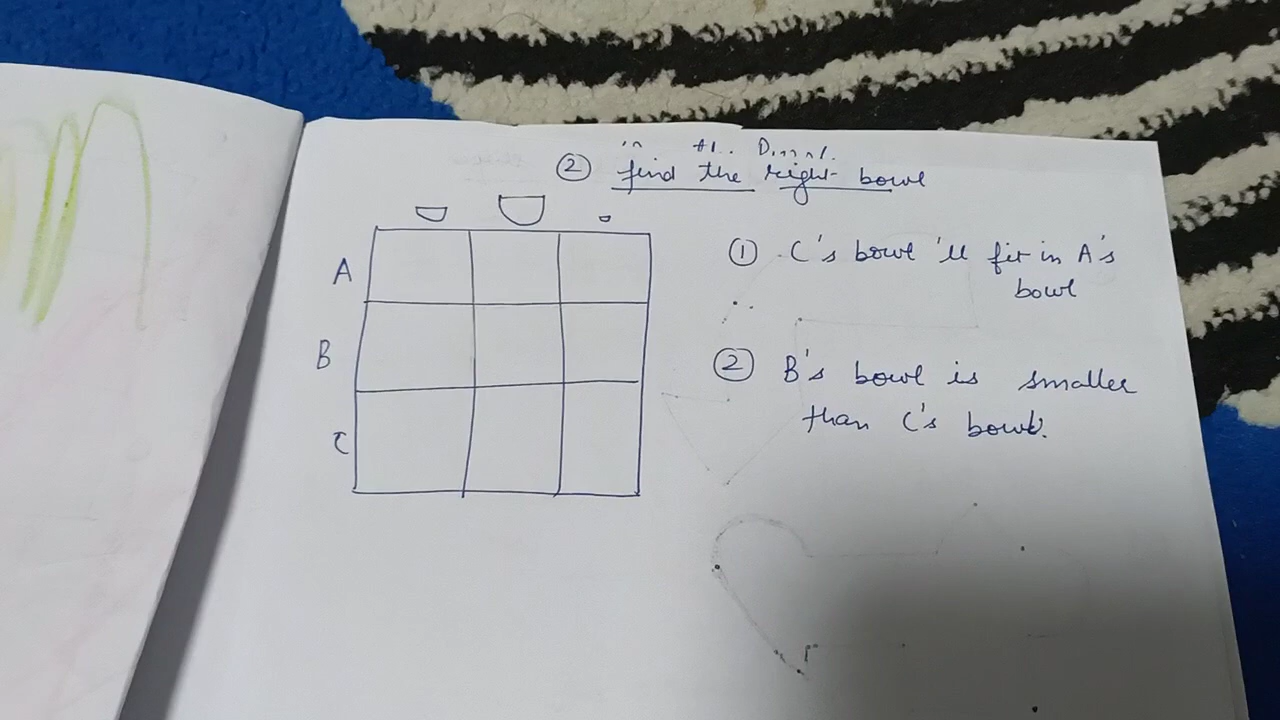 ② find the right bowl
A
B
C
① C's bowl 'll fit in A's
bowl
② B's bowl is smaller
than C's bowl.